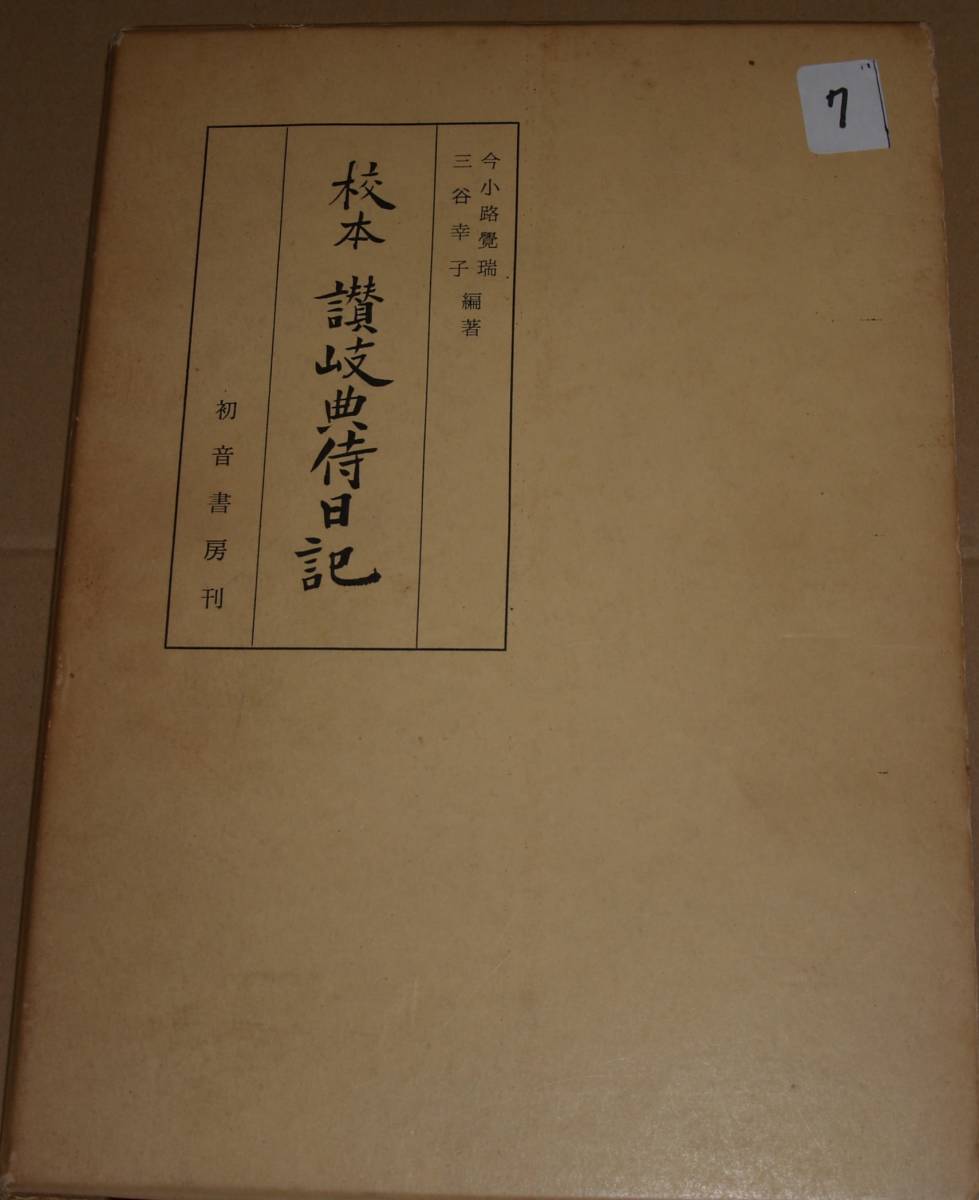 今小路覺瑞
三谷幸子 編著
校本 讃岐典侍日記
初音書房刊
7